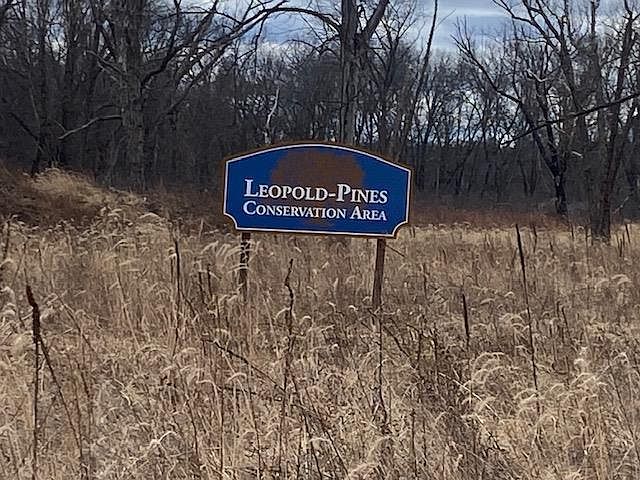 Leopold-Pines
Conservation Area